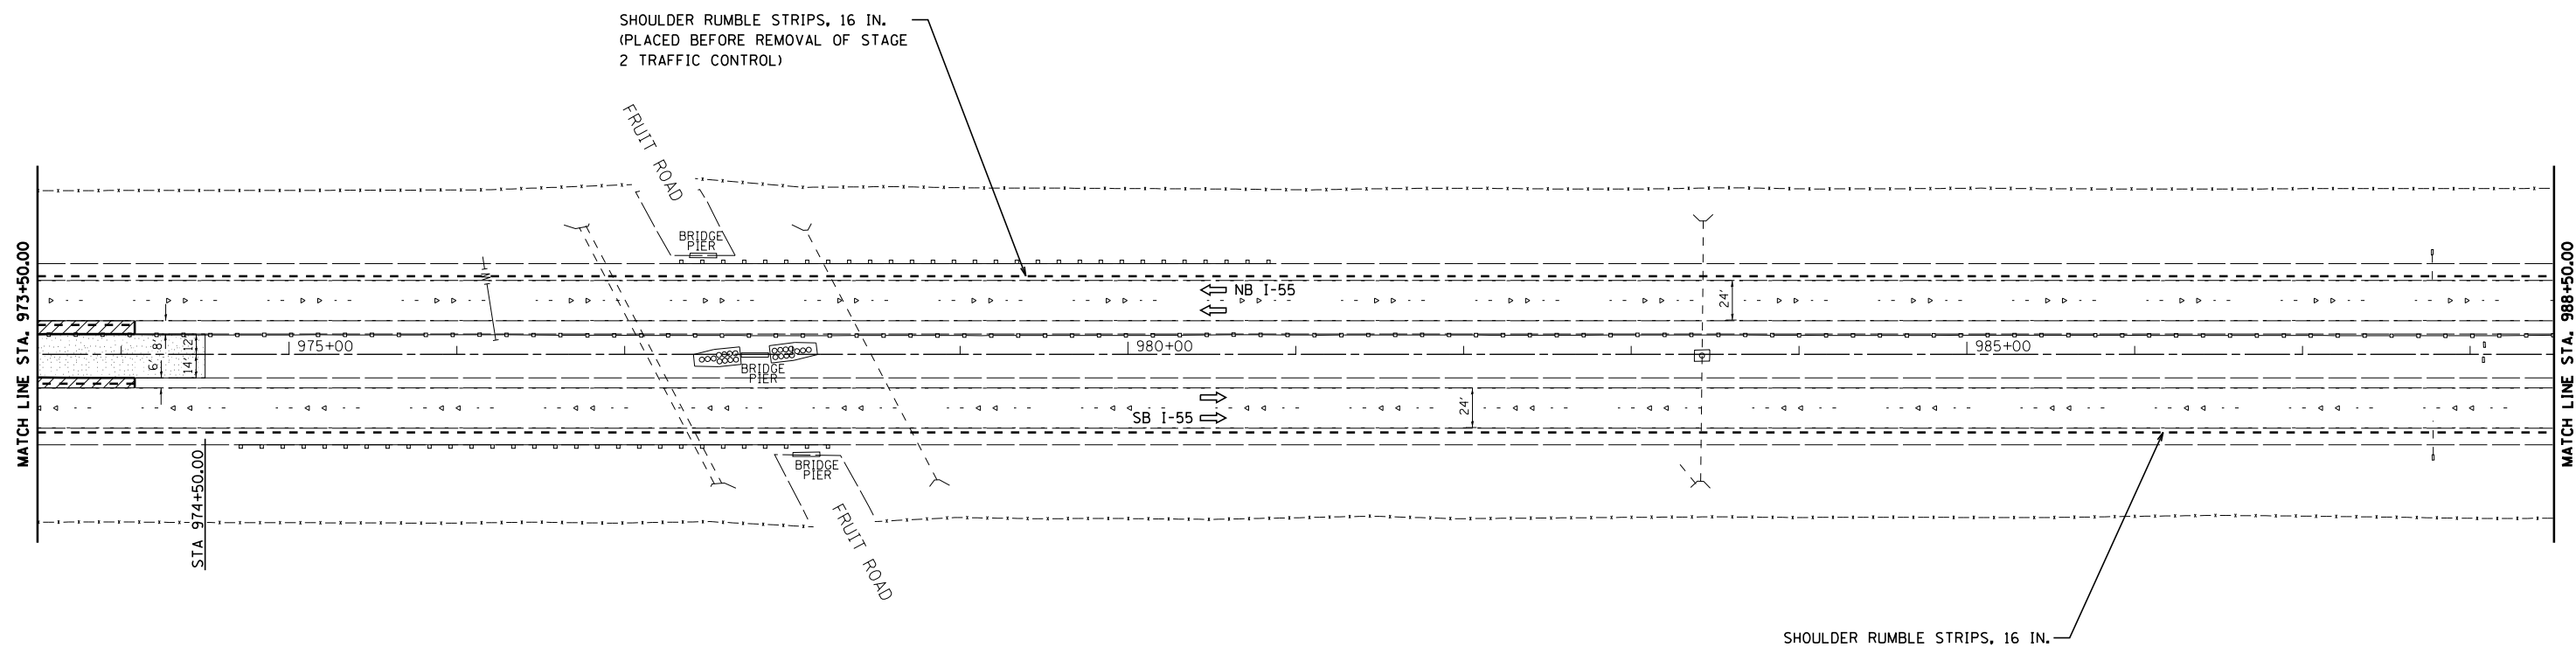 SHOULDER RUMBLE STRIPS, 16 IN.
(PLACED BEFORE REMOVAL OF STAGE
2 TRAFFIC CONTROL)
FRUIT ROAD
BRIDGE
PIER
MATCH LINE STA. 973+50.00
MATCH LINE STA. 988+50.00
W
NB I-55
24'
8'
12'
975+00
980+00
985+00
6'
14'
BRIDGE
PIER
SB I-55
24'
STA 974+50.00
BRIDGE
PIER
FRUIT ROAD
SHOULDER RUMBLE STRIPS, 16 IN.